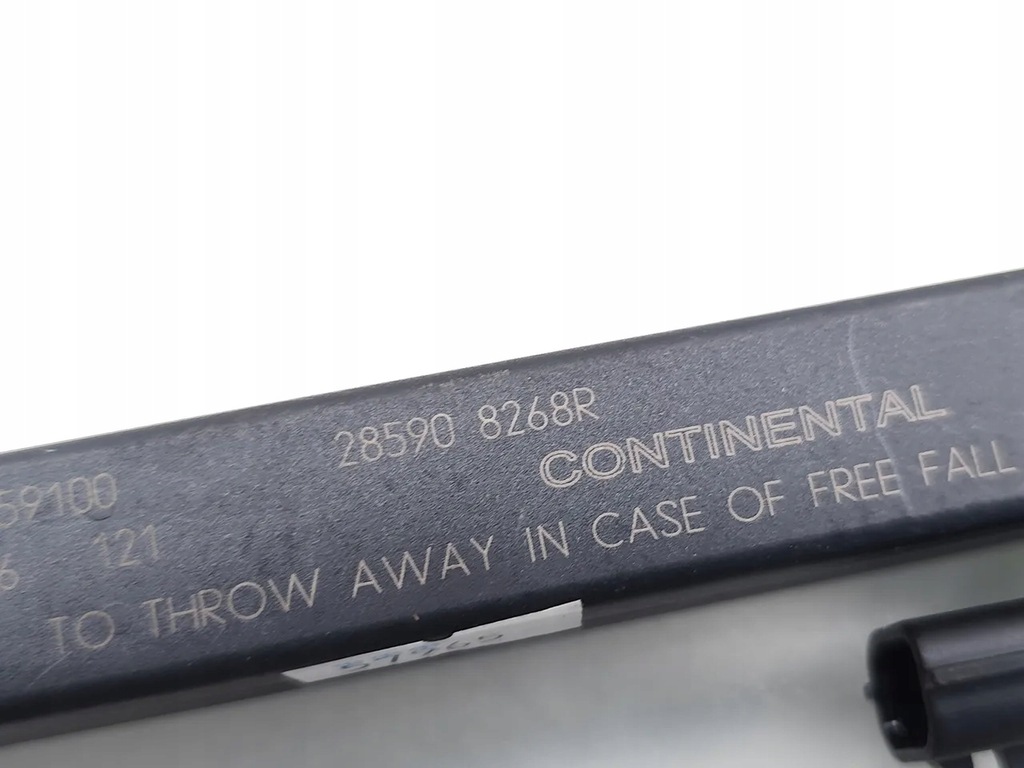 28590 8268R
59100
CONTINENTAL
6 121
TO THROW AWAY IN CASE OF FREE FALL